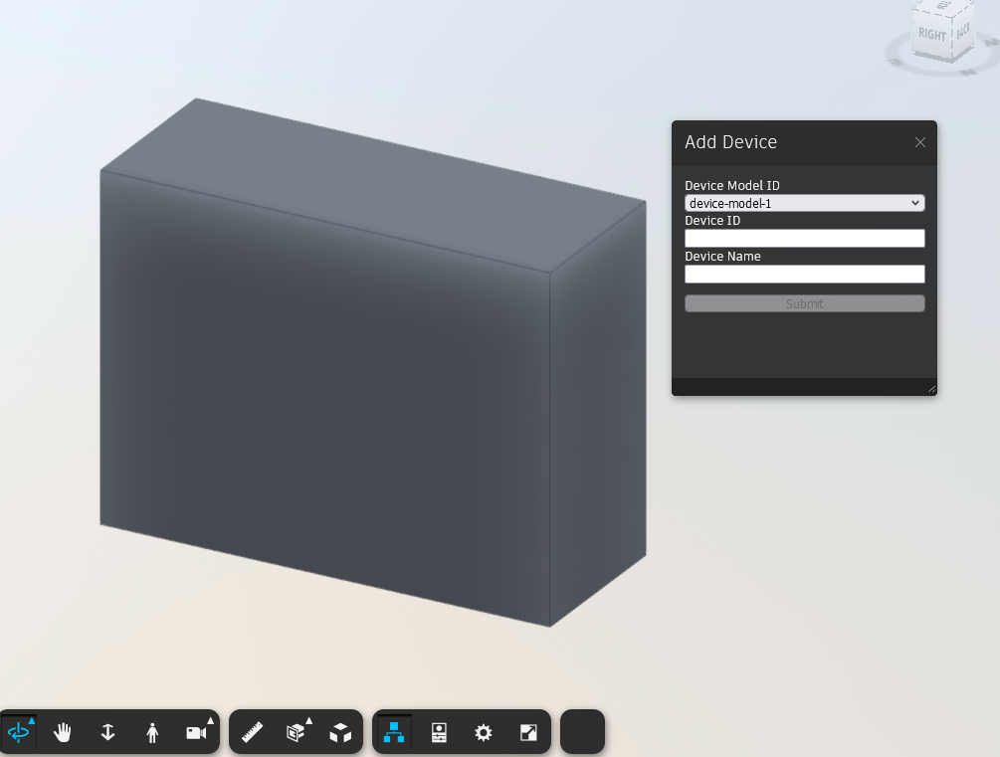 RIGHT
BACK
Add Device
Device Model ID
device-model-1
Device ID
Device Name
Submit